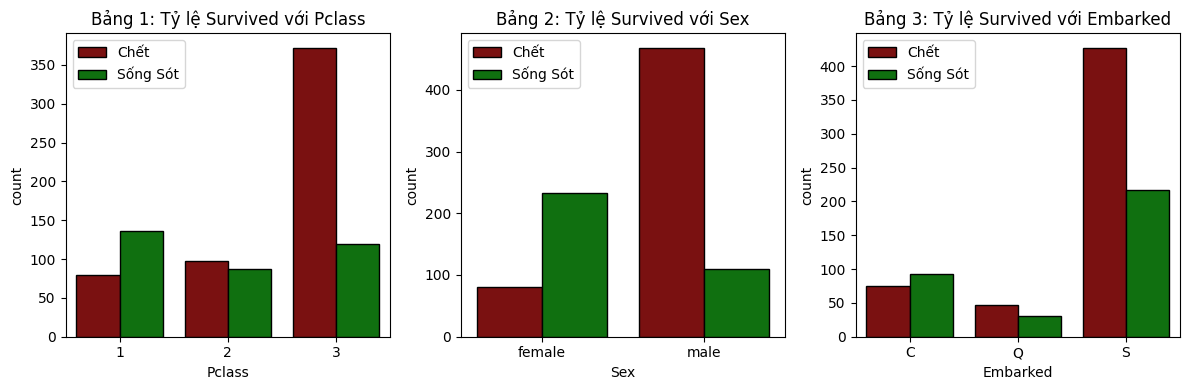 Bảng 1: Tỷ lệ Survived với Pclass
Chết
Sống Sót
350
300
250
200
150
100
50
0
count
1
2
3
Pclass
Bảng 2: Tỷ lệ Survived với Sex
Chết
Sống Sót
400
300
200
100
0
count
female
male
Sex
Bảng 3: Tỷ lệ Survived với Embarked
Chết
Sống Sót
400
350
300
250
200
150
100
50
0
count
C
Q
S
Embarked